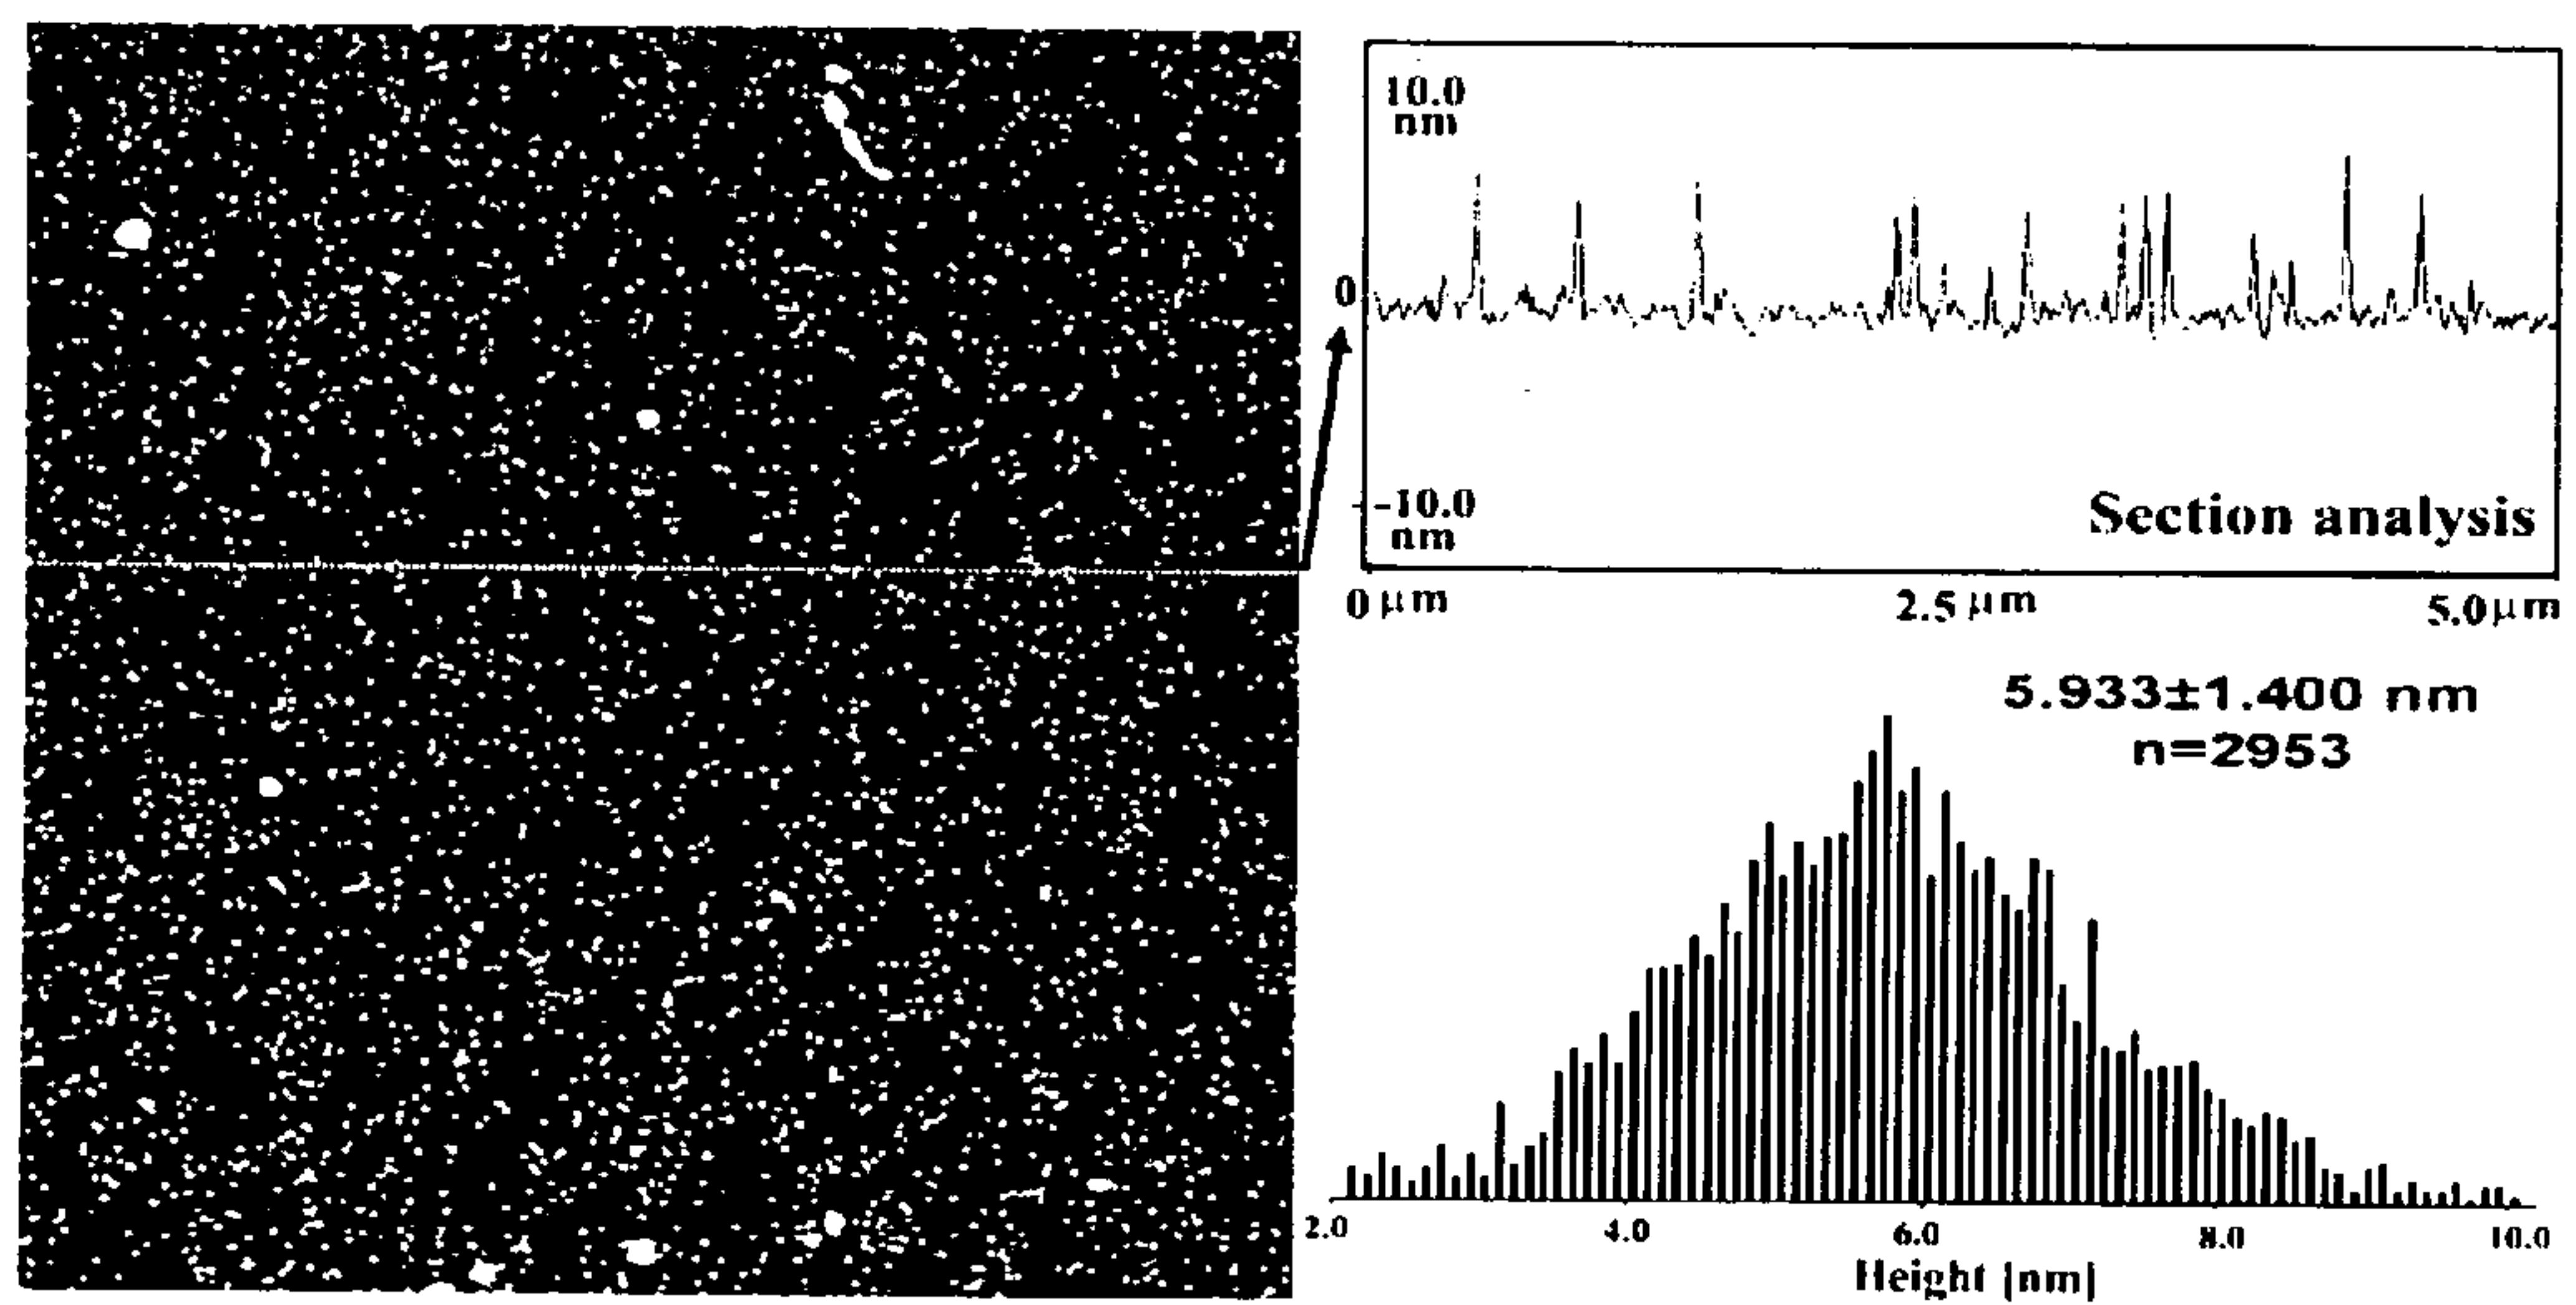 10.0
nm
0
-10.0
nm
Section analysis
0 μm 2.5 μm 5.0 μm
5.933±1.400 nm
n=2953
2.0 4.0 6.0 8.0 10.0
Height [nm]